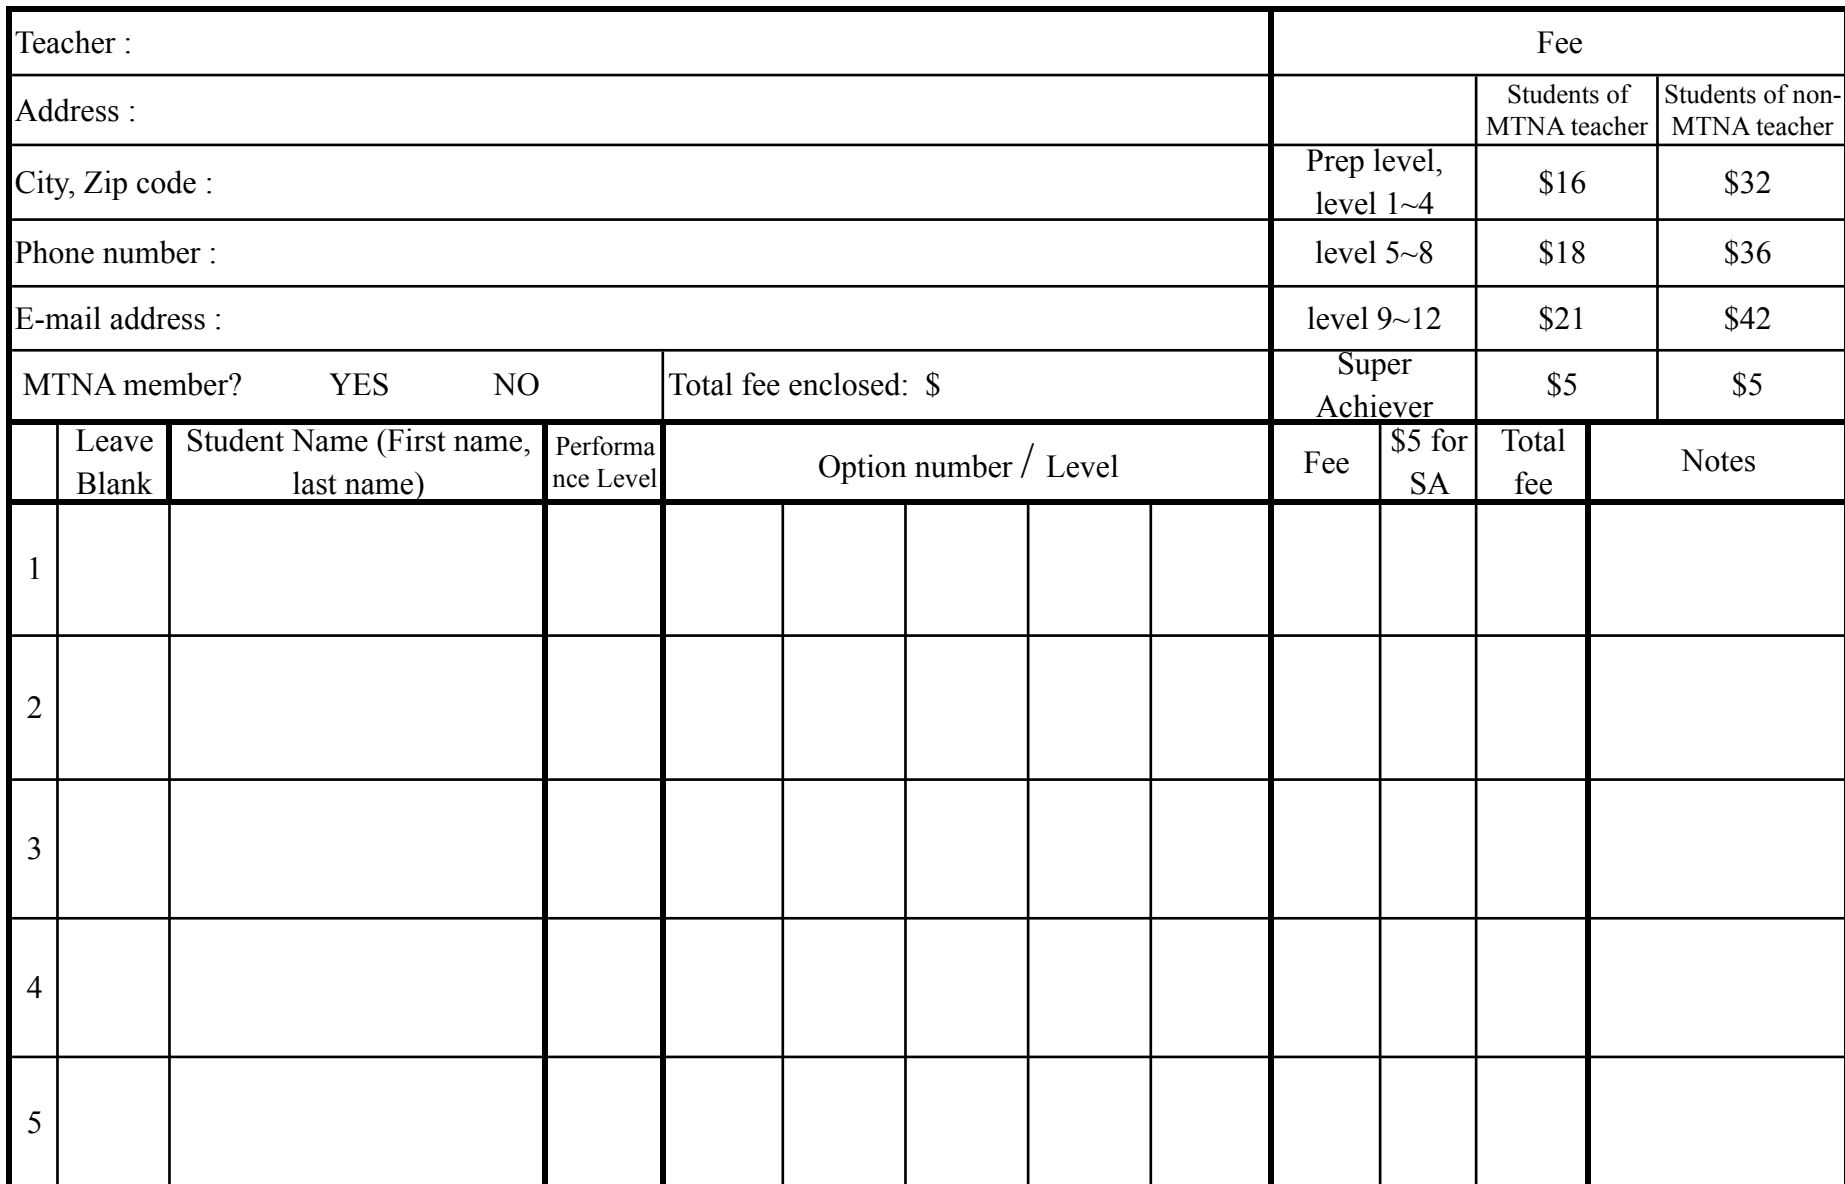 Teacher :
Fee
Address :
Students of
MTNA teacher
Students of non-
MTNA teacher
City, Zip code :
Prep level,
level 1~4
$16
$32
Phone number :
level 5~8
$18
$36
E-mail address :
level 9~12
$21
$42
MTNA member? YES NO
Total fee enclosed: $
Super
Achiever
$5
$5
Leave
Blank
Student Name (First name,
last name)
Performa
nce Level
Option number / Level
Fee
$5 for
SA
Total
fee
Notes
1
2
3
4
5